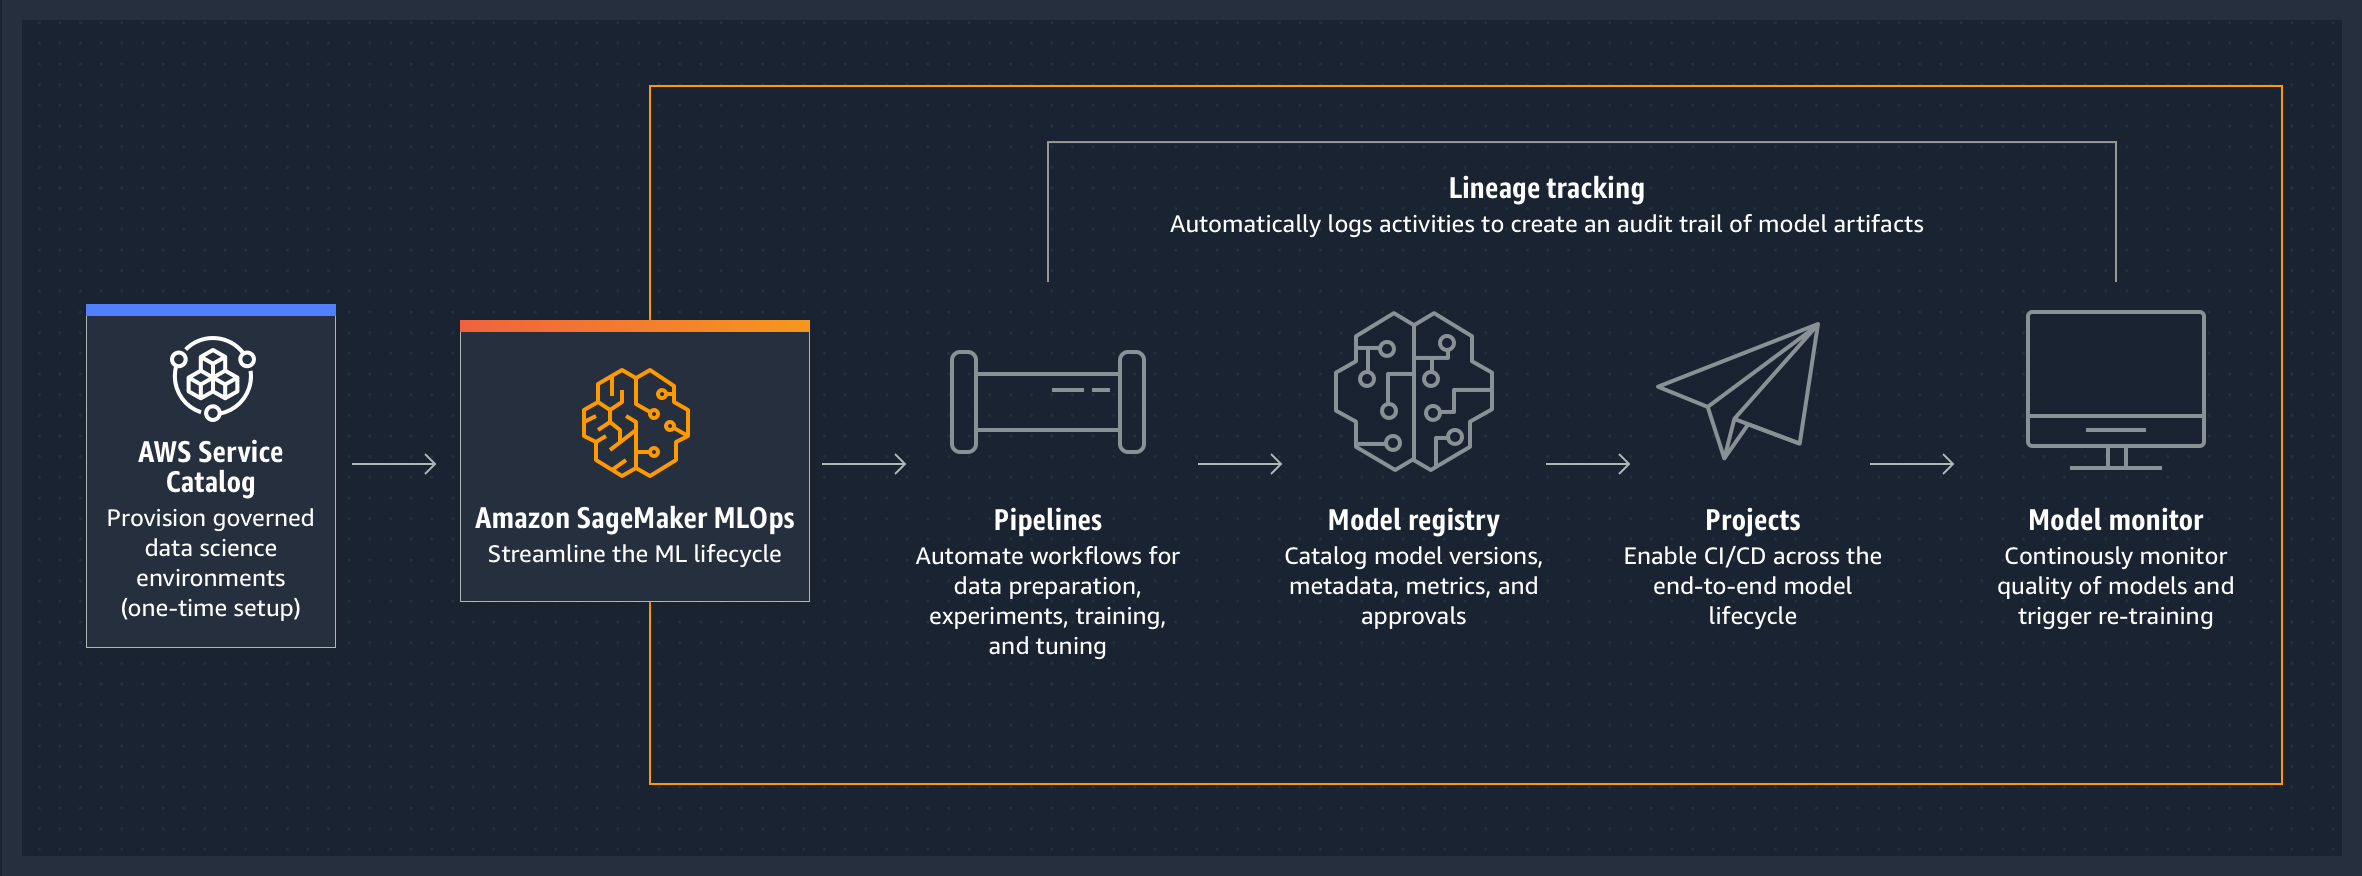 Lineage tracking
Automatically logs activities to create an audit trail of model artifacts
AWS Service
Catalog
Provision governed
data science
environments
(one-time setup)
Amazon SageMaker MLOps
Streamline the ML lifecycle
Pipelines
Automate workflows for
data preparation,
experiments, training,
and tuning
Model registry
Catalog model versions,
metadata, metrics, and
approvals
Projects
Enable CI/CD across the
end-to-end model
lifecycle
Model monitor
Continously monitor
quality of models and
trigger re-training